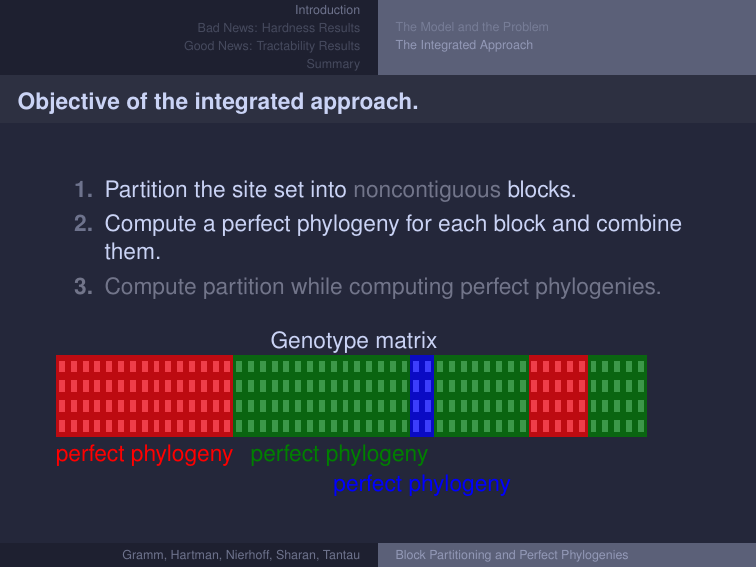 Introduction
Bad News: Hardness Results
Good News: Tractability Results
Summary
The Model and the Problem
The Integrated Approach
Objective of the integrated approach.
1. Partition the site set into noncontiguous blocks.
2. Compute a perfect phylogeny for each block and combine
them.
3. Compute partition while computing perfect phylogenies.
Genotype matrix
perfect phylogeny perfect phylogeny
perfect phylogeny
Gramm, Hartman, Nierhoff, Sharan, Tantau
Block Partitioning and Perfect Phylogenies